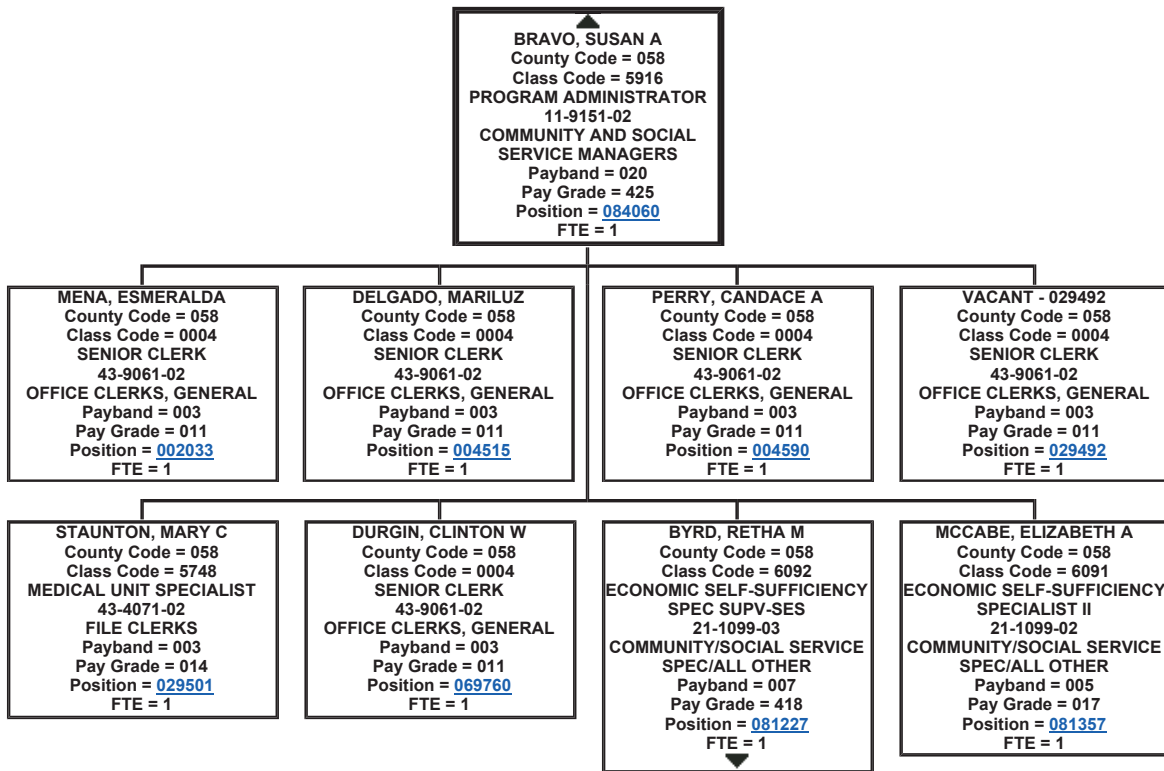 BRAVO, SUSAN A
County Code = 058
Class Code = 5916
PROGRAM ADMINISTRATOR
11-9151-02
COMMUNITY AND SOCIAL
SERVICE MANAGERS
Payband = 020
Pay Grade = 425
Position = 084060
FTE = 1
MENA, ESMERALDA
County Code = 058
Class Code = 0004
SENIOR CLERK
43-9061-02
OFFICE CLERKS, GENERAL
Payband = 003
Pay Grade = 011
Position = 002033
FTE = 1
DELGADO, MARILUZ
County Code = 058
Class Code = 0004
SENIOR CLERK
43-9061-02
OFFICE CLERKS, GENERAL
Payband = 003
Pay Grade = 011
Position = 004515
FTE = 1
PERRY, CANDACE A
County Code = 058
Class Code = 0004
SENIOR CLERK
43-9061-02
OFFICE CLERKS, GENERAL
Payband = 003
Pay Grade = 011
Position = 004590
FTE = 1
VACANT - 029492
County Code = 058
Class Code = 0004
SENIOR CLERK
43-9061-02
OFFICE CLERKS, GENERAL
Payband = 003
Pay Grade = 011
Position = 029492
FTE = 1
STAUNTON, MARY C
County Code = 058
Class Code = 5748
MEDICAL UNIT SPECIALIST
43-4071-02
FILE CLERKS
Payband = 003
Pay Grade = 014
Position = 029501
FTE = 1
DURGIN, CLINTON W
County Code = 058
Class Code = 0004
SENIOR CLERK
43-9061-02
OFFICE CLERKS, GENERAL
Payband = 003
Pay Grade = 011
Position = 069760
FTE = 1
BYRD, RETHA M
County Code = 058
Class Code = 6092
ECONOMIC SELF-SUFFICIENCY
SPEC SUPV-SES
21-1099-03
COMMUNITY/SOCIAL SERVICE
SPEC/ALL OTHER
Payband = 007
Pay Grade = 418
Position = 081227
FTE = 1
MCCABE, ELIZABETH A
County Code = 058
Class Code = 6091
ECONOMIC SELF-SUFFICIENCY
SPECIALIST II
21-1099-02
COMMUNITY/SOCIAL SERVICE
SPEC/ALL OTHER
Payband = 005
Pay Grade = 017
Position = 081357
FTE = 1